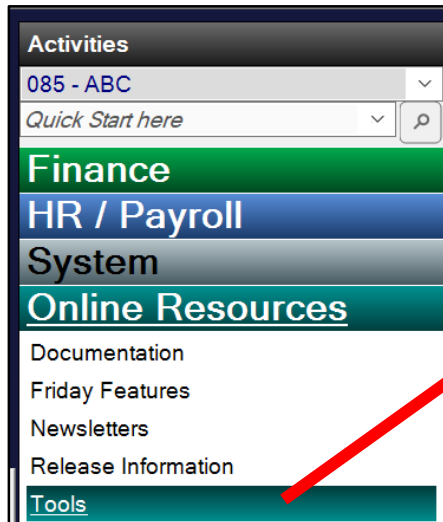 Activities
085 - ABC
Quick Start here
Finance
HR / Payroll
System
Online Resources
Documentation
Friday Features
Newsletters
Release Information
Tools